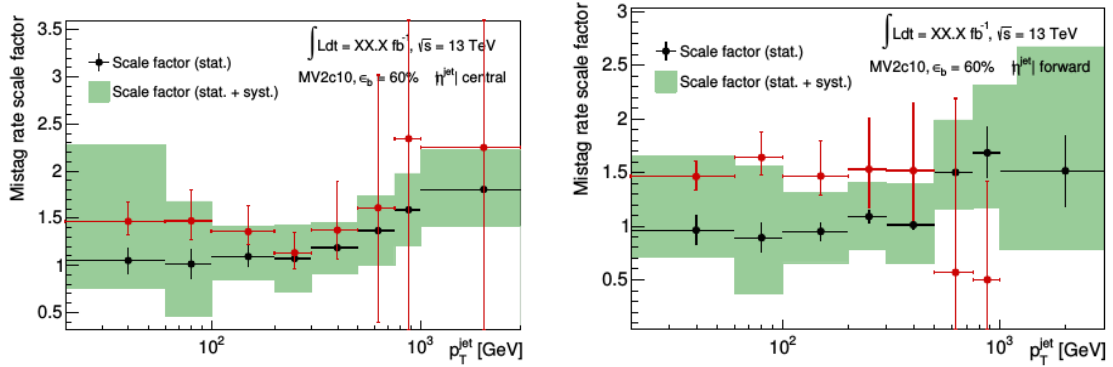 Mistag rate scale factor
4
3.5
3
2.5
2
1.5
1
0.5
∫Ldt = XX.X fb⁻¹, √s = 13 TeV
Scale factor (stat.)
MV2c10, ϵ_b = 60% |η^jet| central
Scale factor (stat. + syst.)
10²
10³
p_T^jet [GeV]
Mistag rate scale factor
3
2.5
2
1.5
1
0.5
∫Ldt = XX.X fb⁻¹, √s = 13 TeV
Scale factor (stat.)
MV2c10, ϵ_b = 60% |η^jet| forward
Scale factor (stat. + syst.)
10²
10³
p_T^jet [GeV]